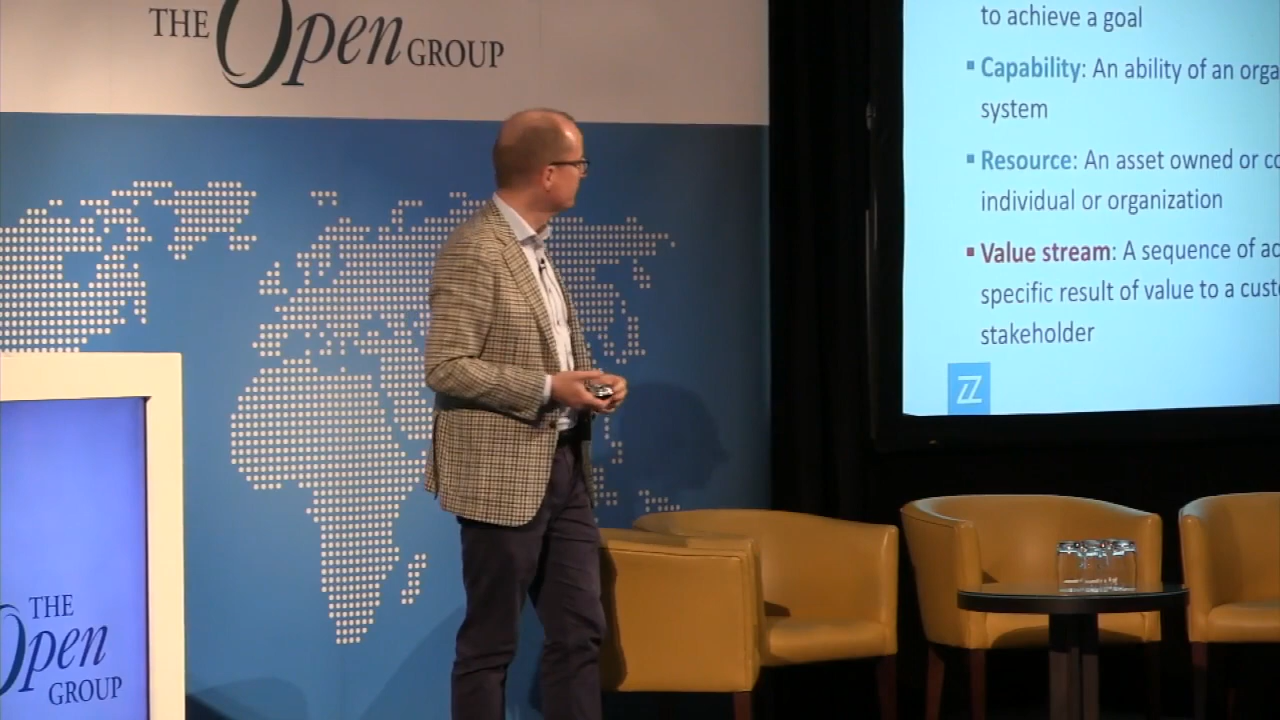 THE Open GROUP
to achieve a goal
Capability: An ability of an orga
system
Resource: An asset owned or co
individual or organization
Value stream: A sequence of ac
specific result of value to a cust
stakeholder
ZZ
THE
Open
GROUP